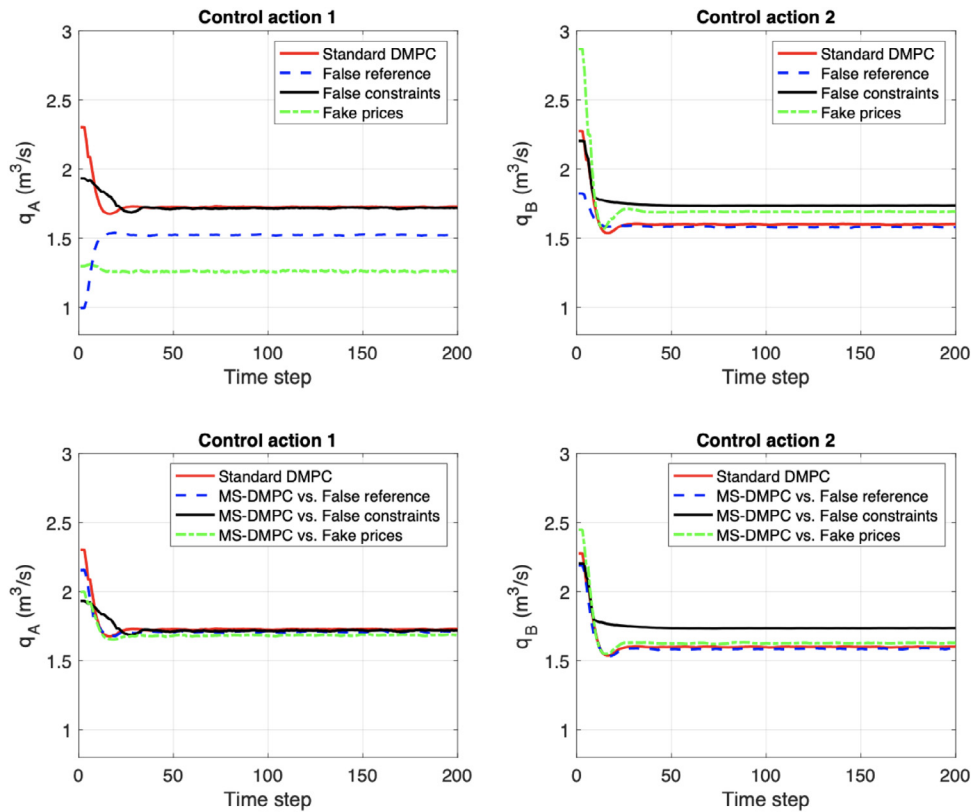 Control action 1
3
2.5
2
1.5
1
q_A (m³/s)
0 50 100 150 200
Time step
Standard DMPC
False reference
False constraints
Fake prices
Control action 2
3
2.5
2
1.5
1
q_B (m³/s)
0 50 100 150 200
Time step
Standard DMPC
False reference
False constraints
Fake prices
Control action 1
3
2.5
2
1.5
1
q_A (m³/s)
0 50 100 150 200
Time step
Standard DMPC
MS-DMPC vs. False reference
MS-DMPC vs. False constraints
MS-DMPC vs. Fake prices
Control action 2
3
2.5
2
1.5
1
q_B (m³/s)
0 50 100 150 200
Time step
Standard DMPC
MS-DMPC vs. False reference
MS-DMPC vs. False constraints
MS-DMPC vs. Fake prices